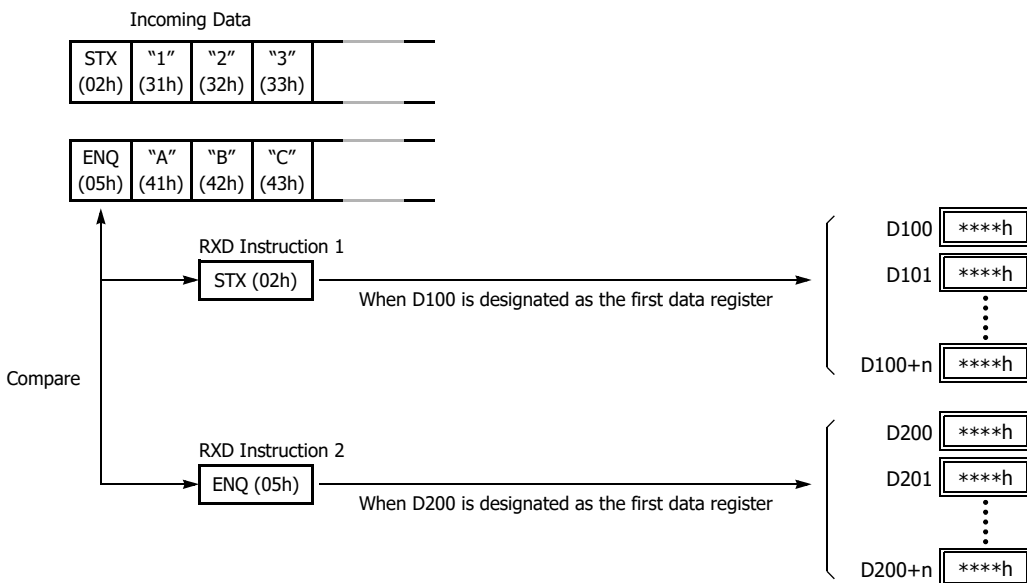 Incoming Data
STX “1” “2” “3”
(02h) (31h) (32h) (33h)
ENQ “A” “B” “C”
(05h) (41h) (42h) (43h)
RXD Instruction 1
STX (02h)
When D100 is designated as the first data register
D100 ****h
D101 ****h
D100+n ****h
Compare
RXD Instruction 2
ENQ (05h)
When D200 is designated as the first data register
D200 ****h
D201 ****h
D200+n ****h